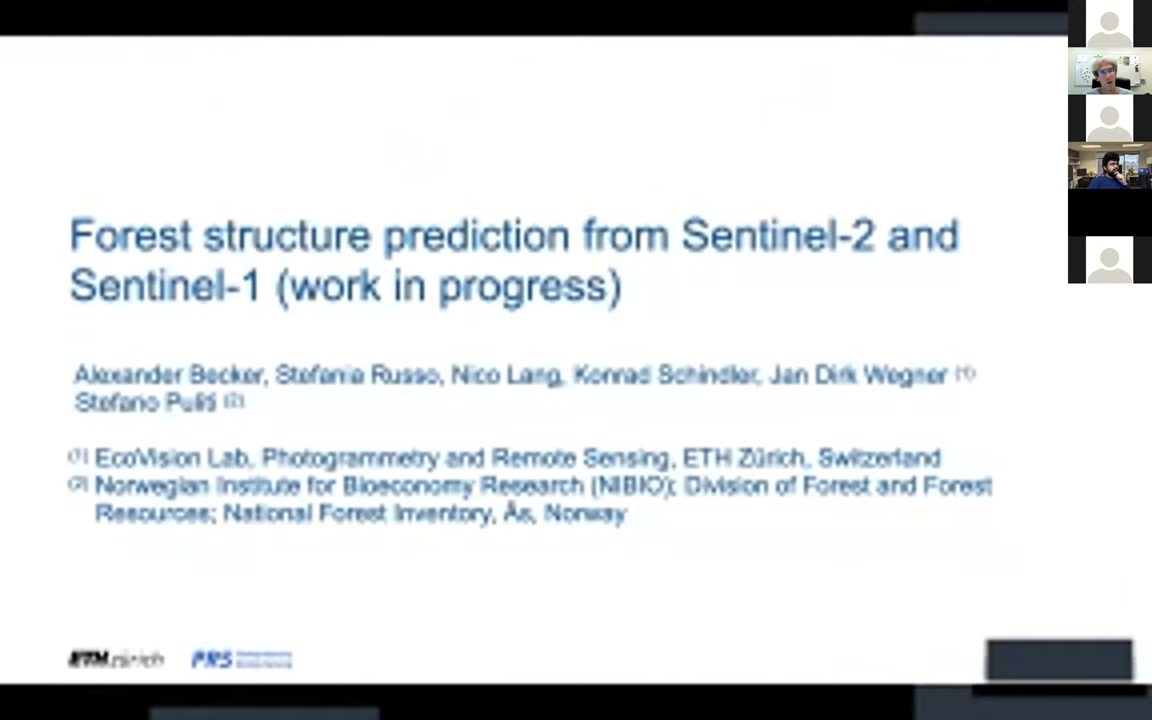 Forest structure prediction from Sentinel-2 and
Sentinel-1 (work in progress)
Alexander Becker, Stefania Russo, Nico Lang, Konrad Schindler, Jan Dirk Wegner (1)
Stefano Puliti (2)
(1) EcoVision Lab, Photogrammetry and Remote Sensing, ETH Zürich, Switzerland
(2) Norwegian Institute for Bioeconomy Research (NIBIO); Division of Forest and Forest
Resources; National Forest Inventory, Ås, Norway
ETH zürich PRS